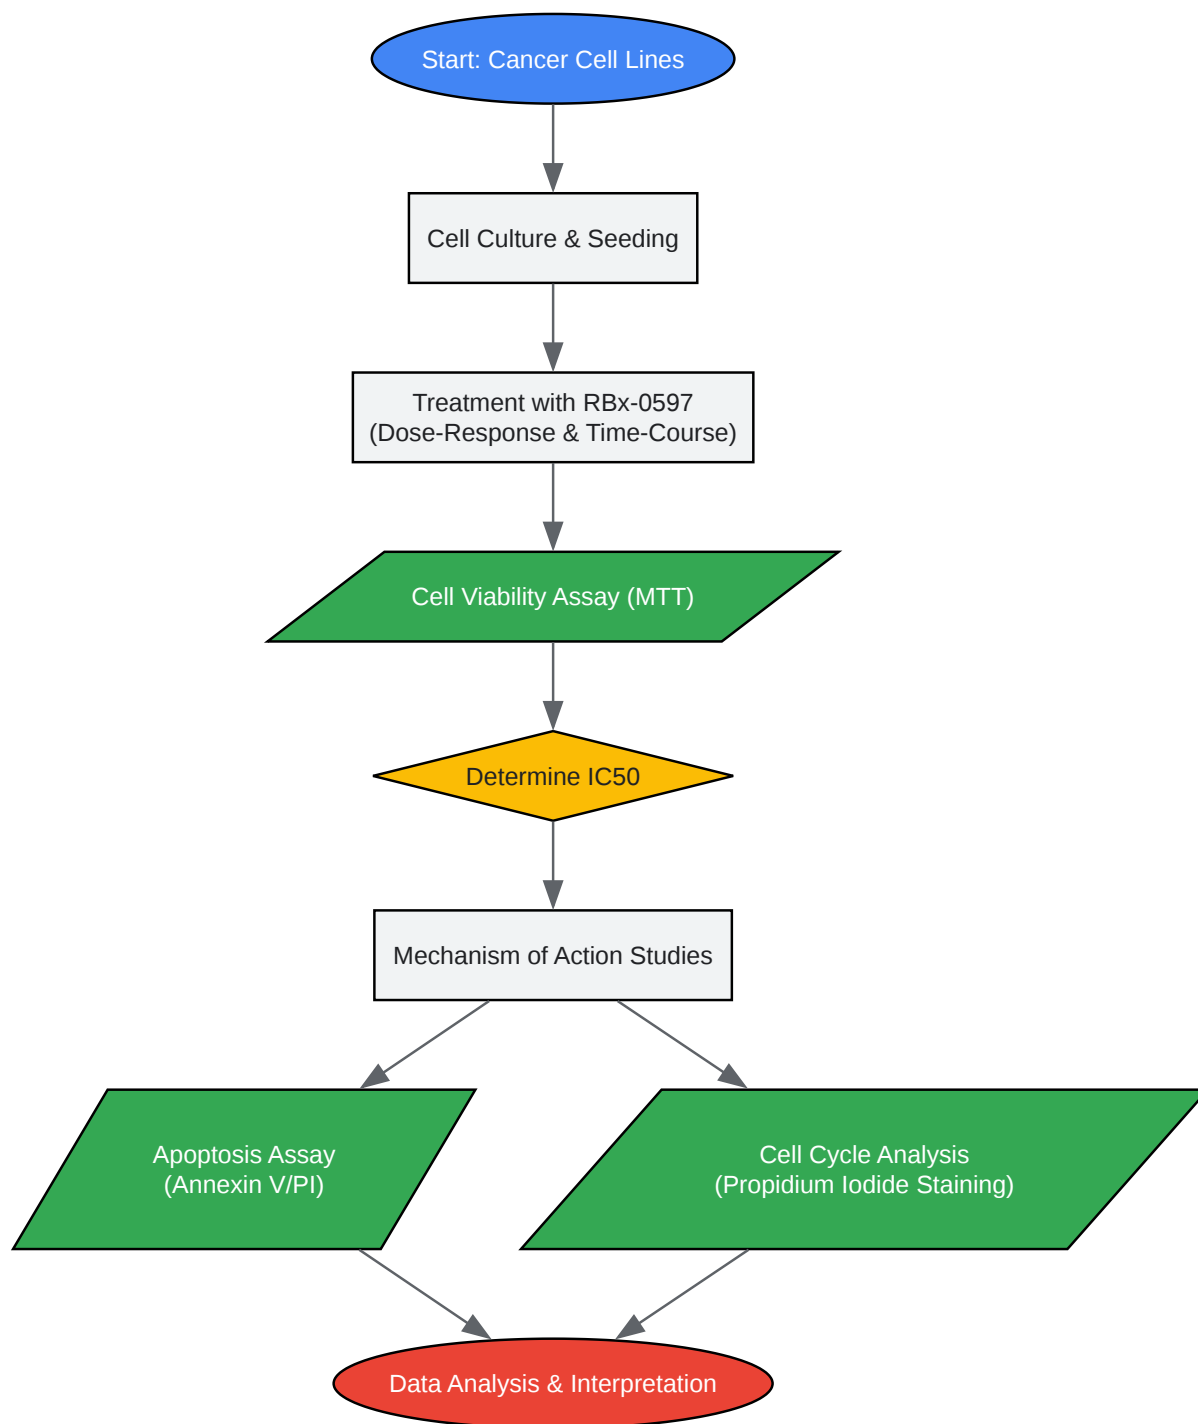 Start: Cancer Cell Lines
Cell Culture & Seeding
Treatment with RBx-0597
(Dose-Response & Time-Course)
Cell Viability Assay (MTT)
Determine IC50
Mechanism of Action Studies
Apoptosis Assay
(Annexin V/PI)
Cell Cycle Analysis
(Propidium Iodide Staining)
Data Analysis & Interpretation